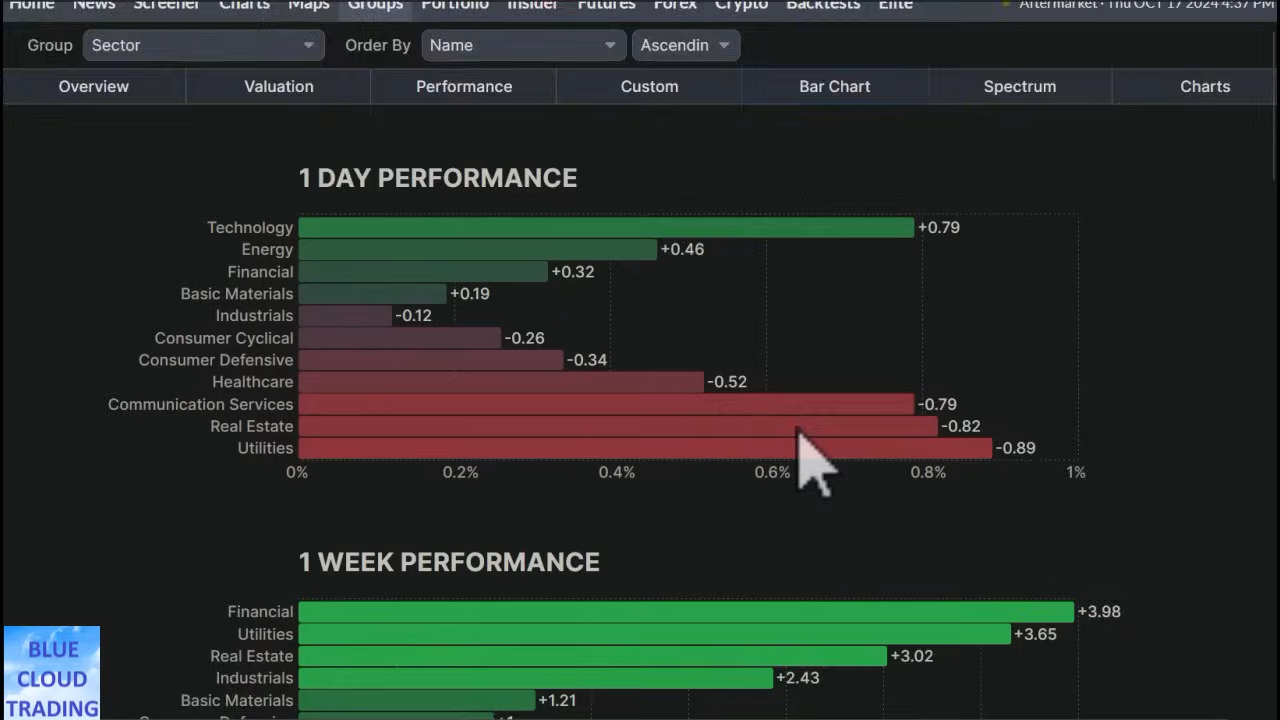 Home News Screener Charts Maps Groups Portfolio Insider Futures Forex Crypto Backtests Elite Aftermarket · Thu OCT 17 2024 4:37 PM
Group Sector Order By Name Ascendin
Overview Valuation Performance Custom Bar Chart Spectrum Charts
1 DAY PERFORMANCE
Technology +0.79
Energy +0.46
Financial +0.32
Basic Materials +0.19
Industrials -0.12
Consumer Cyclical -0.26
Consumer Defensive -0.34
Healthcare -0.52
Communication Services -0.79
Real Estate -0.82
Utilities -0.89
0% 0.2% 0.4% 0.6% 0.8% 1%
1 WEEK PERFORMANCE
Financial +3.98
Utilities +3.65
Real Estate +3.02
Industrials +2.43
Basic Materials +1.21
BLUE
CLOUD
TRADING